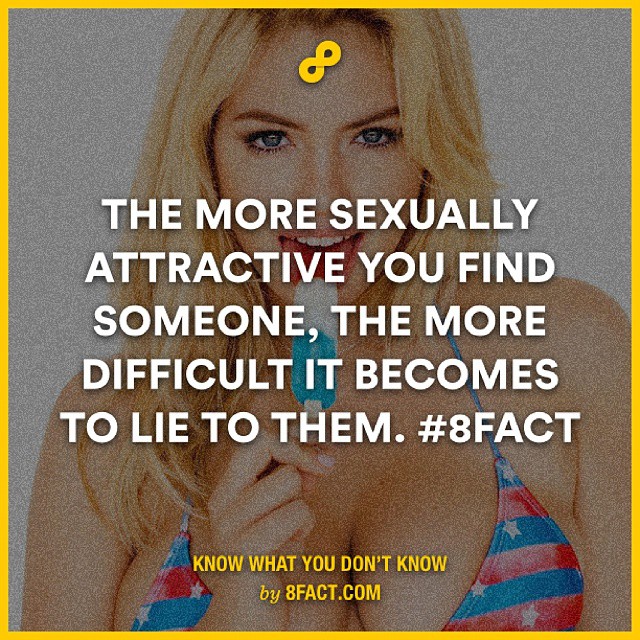 THE MORE SEXUALLY
ATTRACTIVE YOU FIND
SOMEONE, THE MORE
DIFFICULT IT BECOMES
TO LIE TO THEM. #8FACT
KNOW WHAT YOU DON'T KNOW
by 8FACT.COM